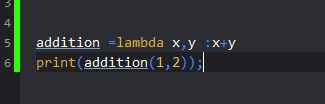 3
4
5 addition =lambda x,y :x+y
6 print(addition(1,2));